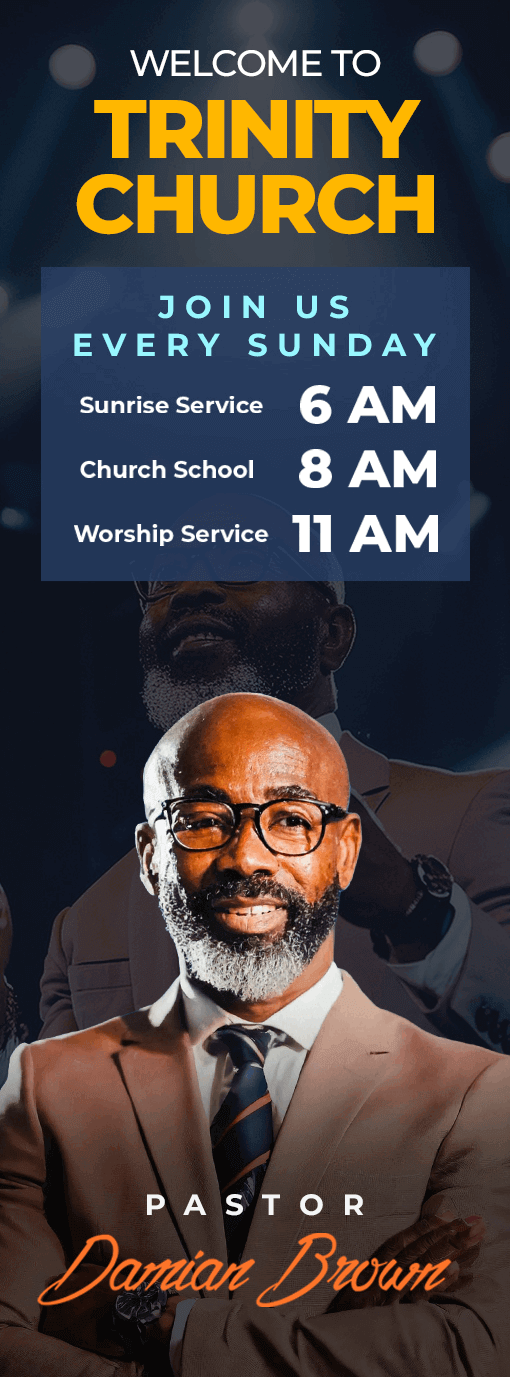 WELCOME TO
TRINITY
CHURCH
JOIN US
EVERY SUNDAY
Sunrise Service 6 AM
Church School 8 AM
Worship Service 11 AM
PASTOR
Damian Brown